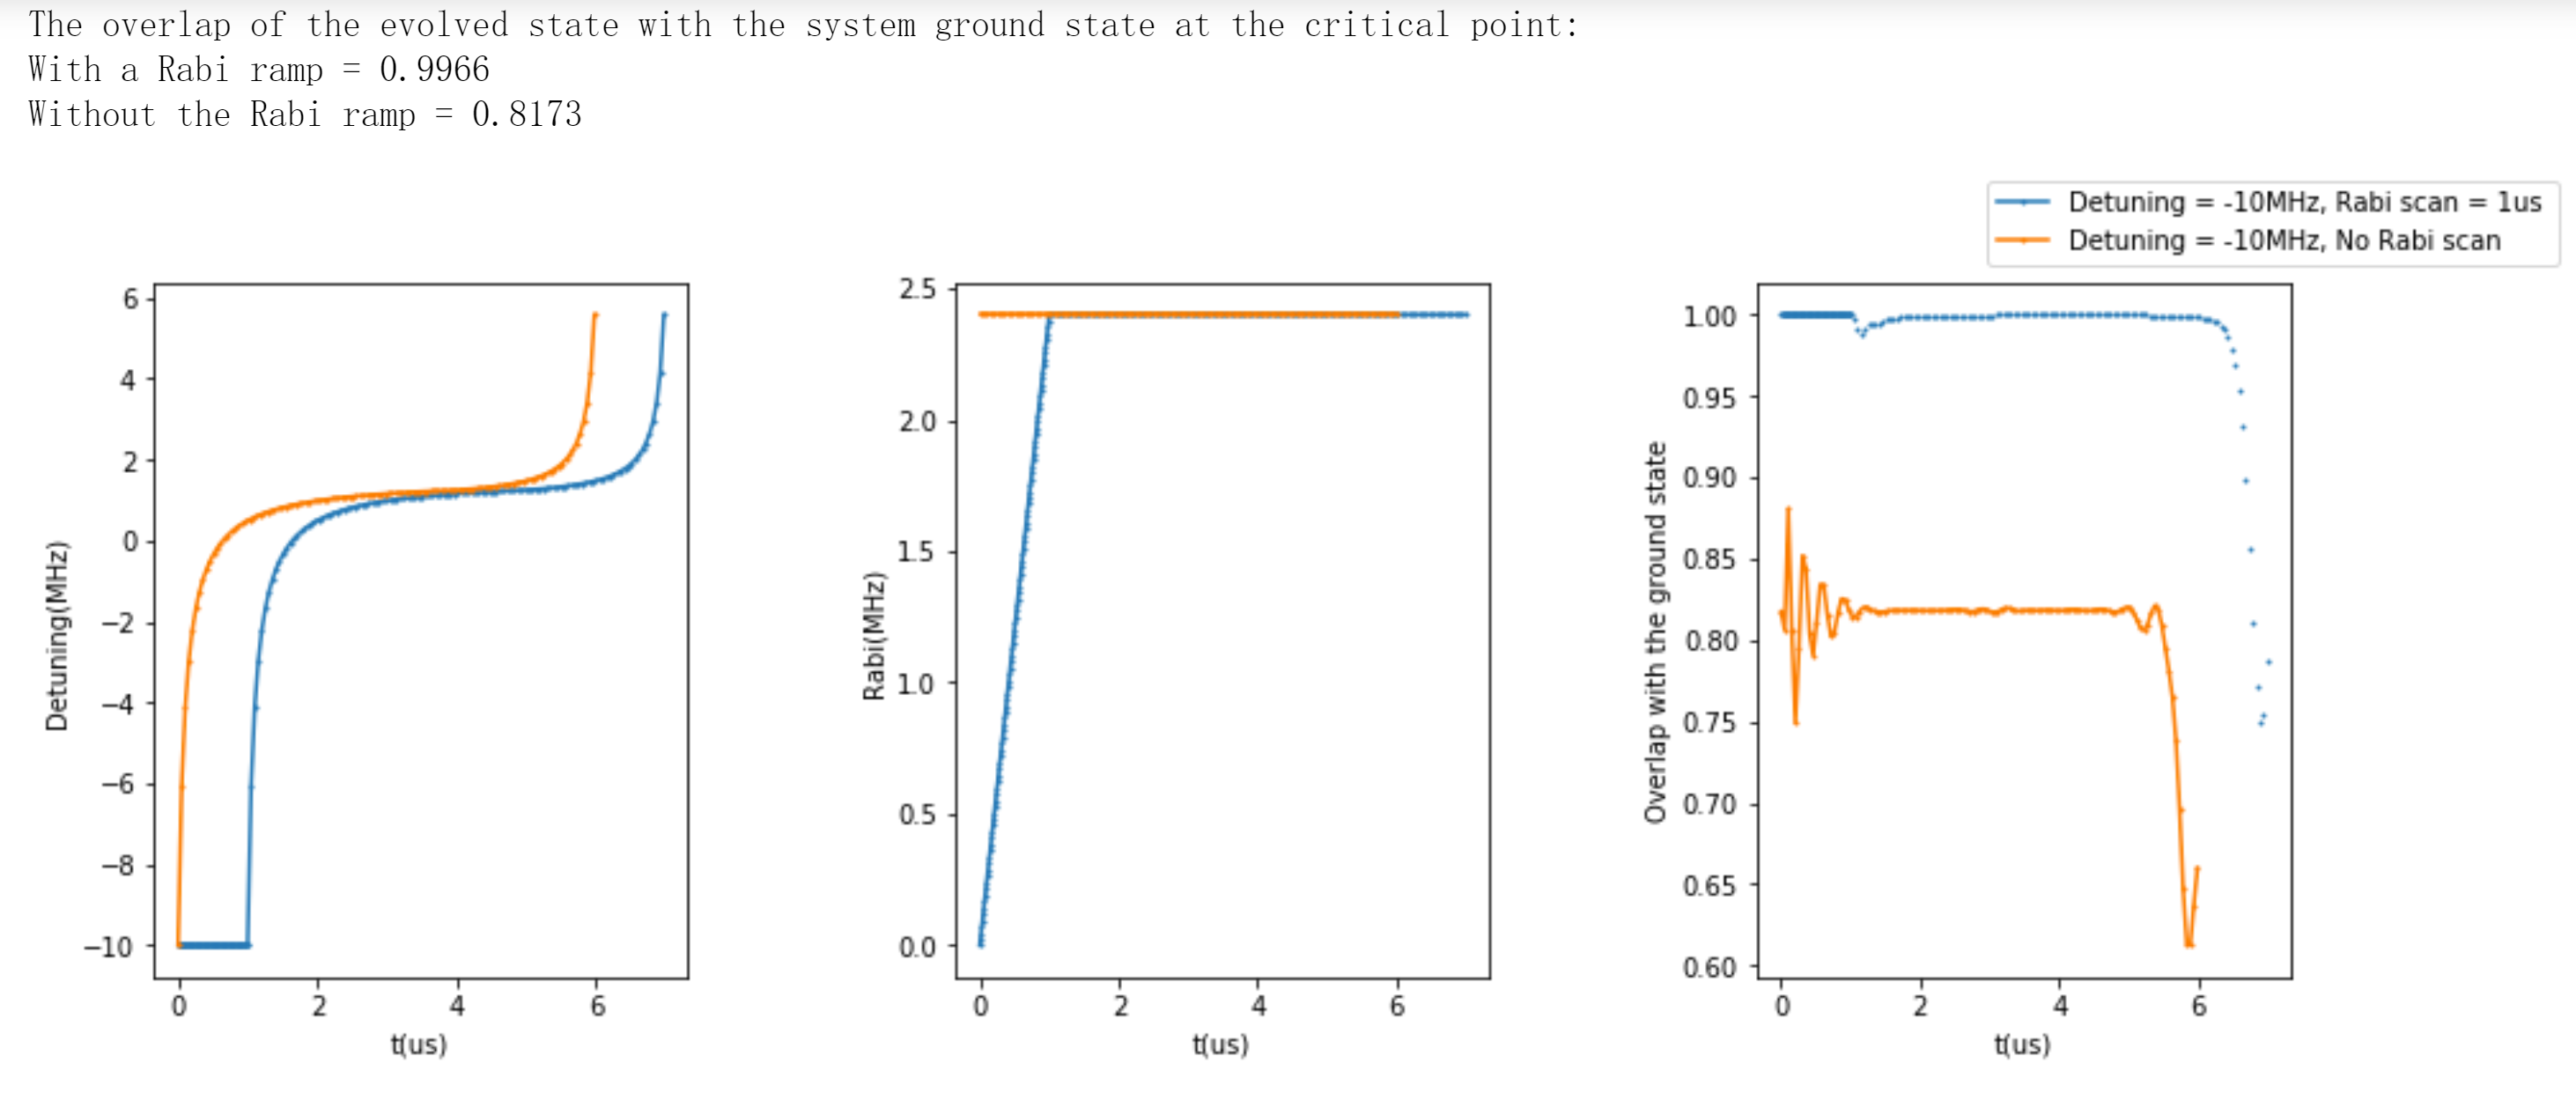 The overlap of the evolved state with the system ground state at the critical point:
With a Rabi ramp = 0.9966
Without the Rabi ramp = 0.8173
Detuning = -10MHz, Rabi scan = 1us
Detuning = -10MHz, No Rabi scan
Detuning(MHz)
6
4
2
0
−2
−4
−6
−8
−10
0 2 4 6
t(us)
Rabi(MHz)
2.5
2.0
1.5
1.0
0.5
0.0
0 2 4 6
t(us)
Overlap with the ground state
1.00
0.95
0.90
0.85
0.80
0.75
0.70
0.65
0.60
0 2 4 6
t(us)